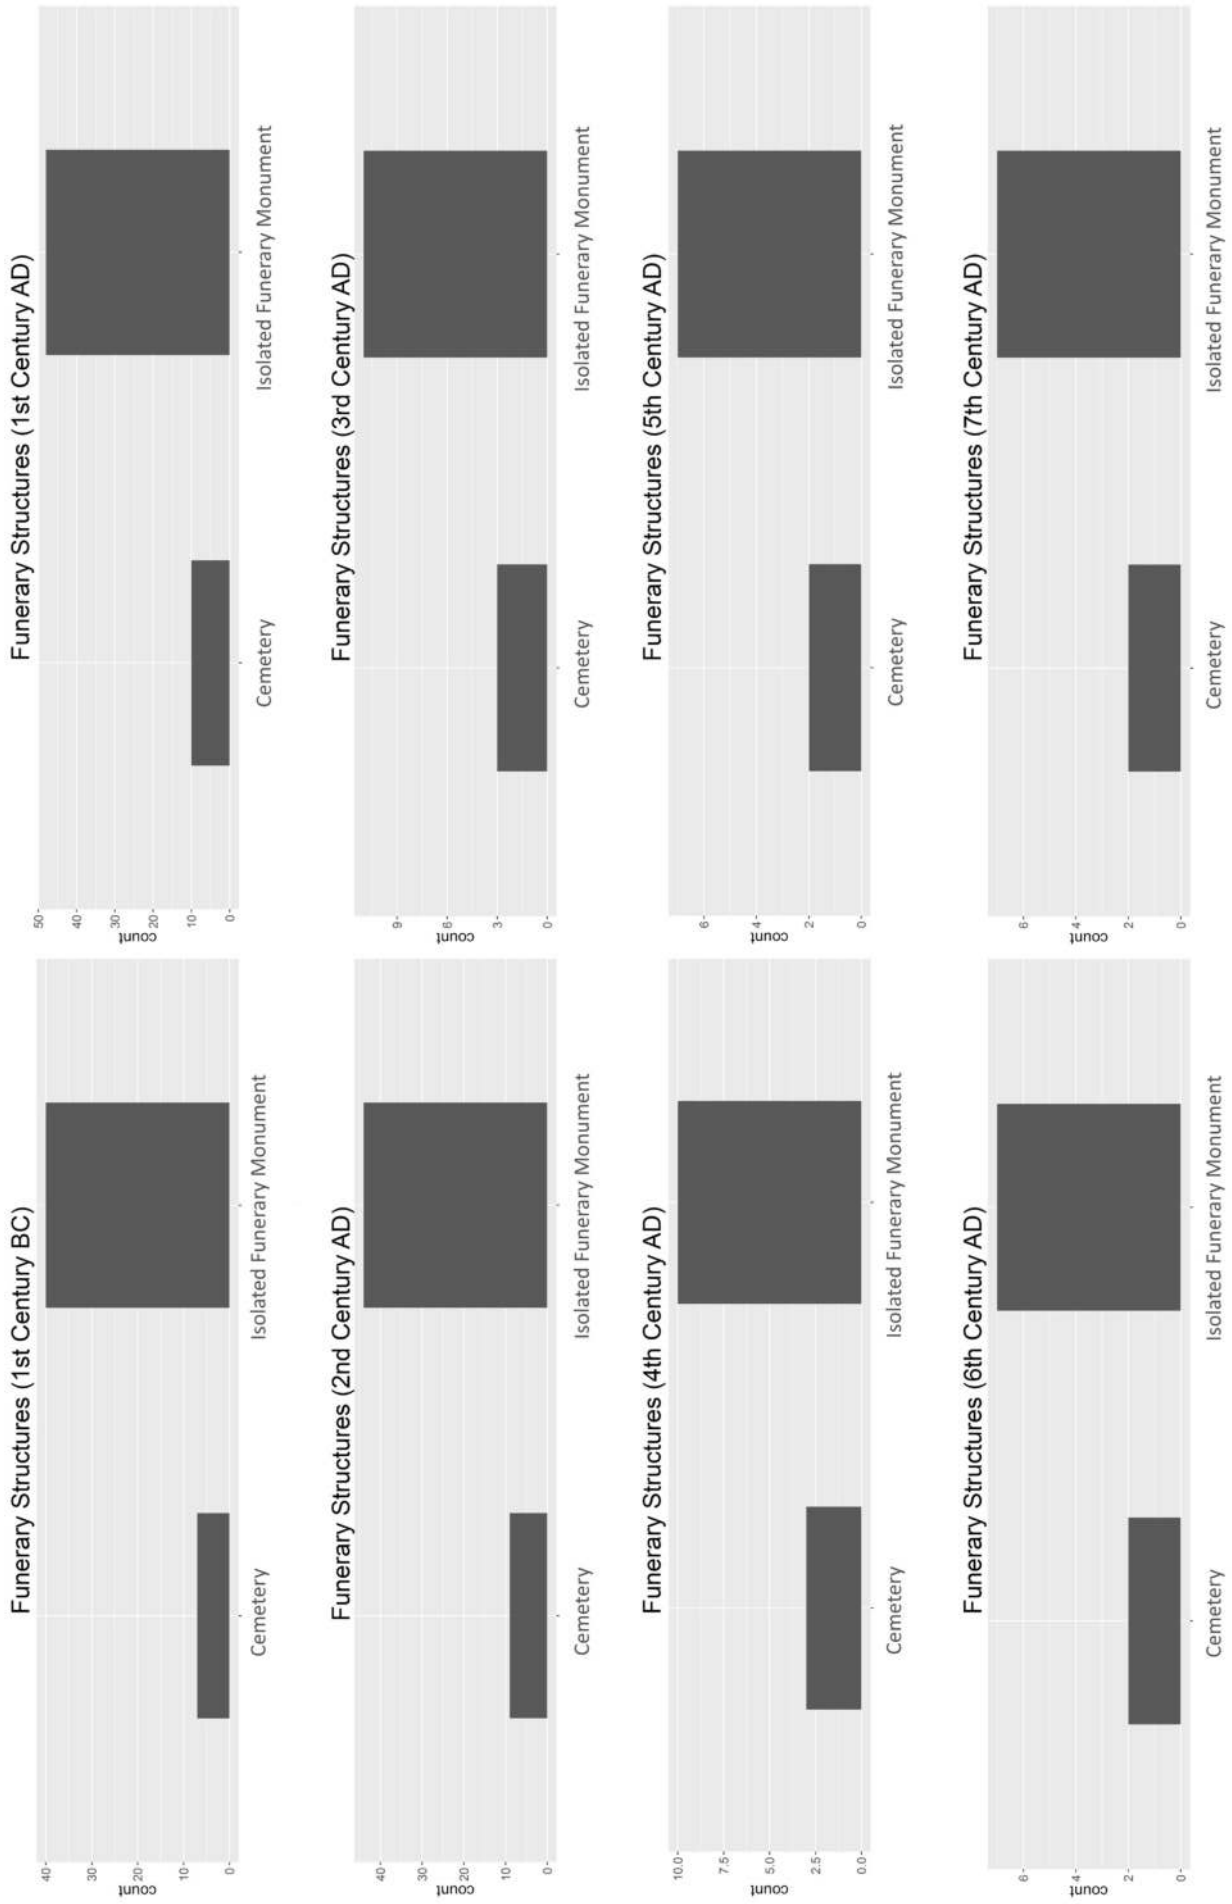 Funerary Structures (1st Century BC)
40
30
20
10
0
count
Cemetery
Isolated Funerary Monument
Funerary Structures (1st Century AD)
50
40
30
20
10
0
count
Cemetery
Isolated Funerary Monument
Funerary Structures (2nd Century AD)
40
30
20
10
0
count
Cemetery
Isolated Funerary Monument
Funerary Structures (3rd Century AD)
9
6
3
0
count
Cemetery
Isolated Funerary Monument
Funerary Structures (4th Century AD)
10.0
7.5
5.0
2.5
0.0
count
Cemetery
Isolated Funerary Monument
Funerary Structures (5th Century AD)
6
4
2
0
count
Cemetery
Isolated Funerary Monument
Funerary Structures (6th Century AD)
6
4
2
0
count
Cemetery
Isolated Funerary Monument
Funerary Structures (7th Century AD)
6
4
2
0
count
Cemetery
Isolated Funerary Monument